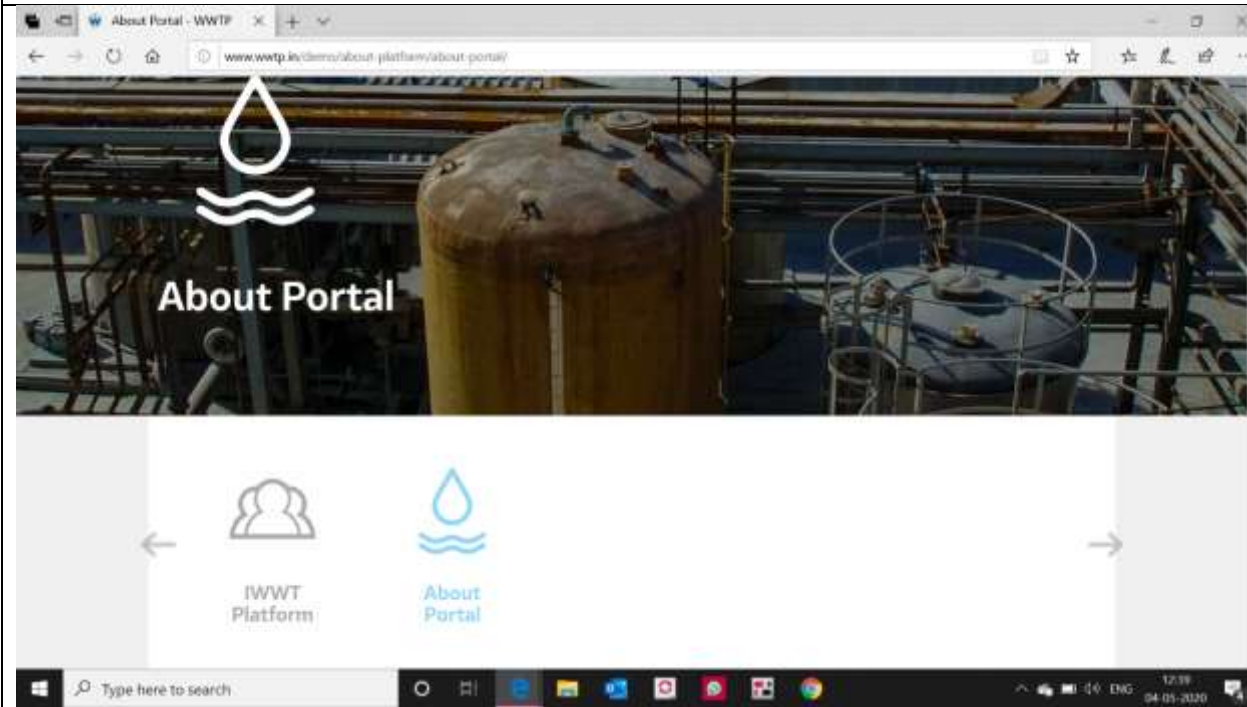 About Portal - WWTP
www.wwtp.in/demo/about-platform/about-portal/
About Portal
IWWT
Platform
About
Portal
Type here to search
ENG
12:39
04-05-2020